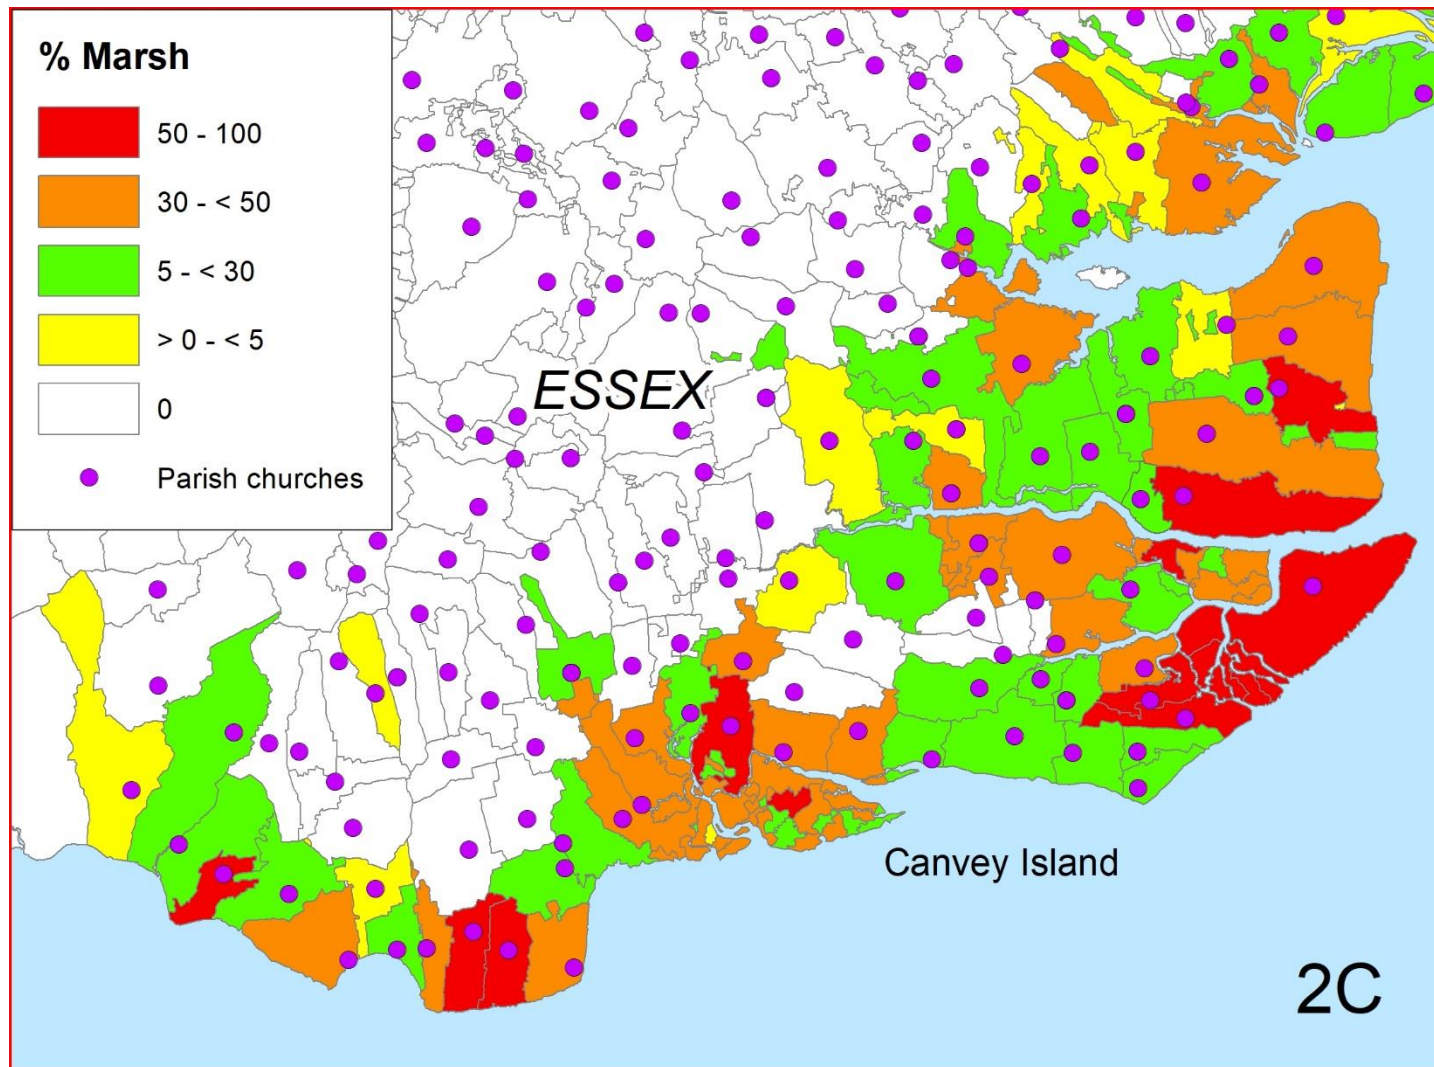 % Marsh
50 - 100
30 - < 50
5 - < 30
> 0 - < 5
0
Parish churches
ESSEX
Canvey Island
2C